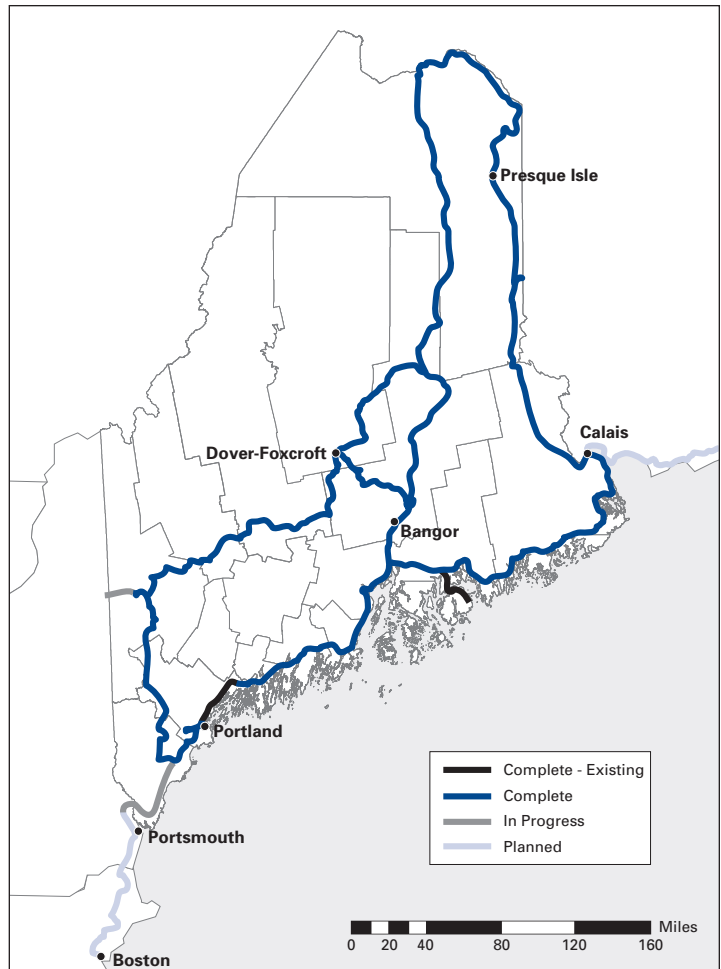 Presque Isle
Dover-Foxcroft
Calais
Bangor
Portland
Complete - Existing
Complete
In Progress
Planned
Portsmouth
Miles
0 20 40 80 120 160
Boston